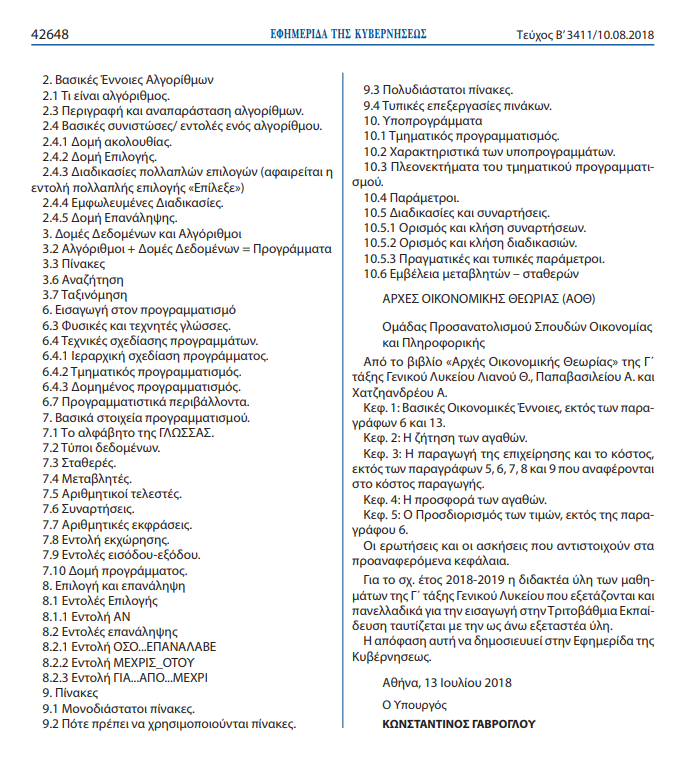 42648
ΕΦΗΜΕΡΙΔΑ ΤΗΣ ΚΥΒΕΡΝΗΣΕΩΣ
Τεύχος Β’ 3411/10.08.2018
2. Βασικές Έννοιες Αλγορίθμων
2.1 Τι είναι αλγόριθμος.
2.3 Περιγραφή και αναπαράσταση αλγορίθμων.
2.4 Βασικές συνιστώσες/ εντολές ενός αλγορίθμου.
2.4.1 Δομή ακολουθίας.
2.4.2 Δομή Επιλογής.
2.4.3 Διαδικασίες πολλαπλών επιλογών (αφαιρείται η
εντολή πολλαπλής επιλογής «Επίλεξε»)
2.4.4 Εμφωλευμένες Διαδικασίες.
2.4.5 Δομή Επανάληψης.
3. Δομές Δεδομένων και Αλγόριθμοι
3.2 Αλγόριθμοι + Δομές Δεδομένων = Προγράμματα
3.3 Πίνακες
3.6 Αναζήτηση
3.7 Ταξινόμηση
6. Εισαγωγή στον προγραμματισμό
6.3 Φυσικές και τεχνητές γλώσσες.
6.4 Τεχνικές σχεδίασης προγραμμάτων.
6.4.1 Ιεραρχική σχεδίαση προγράμματος.
6.4.2 Τμηματικός προγραμματισμός.
6.4.3 Δομημένος προγραμματισμός.
6.7 Προγραμματιστικά περιβάλλοντα.
7. Βασικά στοιχεία προγραμματισμού.
7.1 Το αλφάβητο της ΓΛΩΣΣΑΣ.
7.2 Τύποι δεδομένων.
7.3 Σταθερές.
7.4 Μεταβλητές.
7.5 Αριθμητικοί τελεστές.
7.6 Συναρτήσεις.
7.7 Αριθμητικές εκφράσεις.
7.8 Εντολή εκχώρησης.
7.9 Εντολές εισόδου-εξόδου.
7.10 Δομή προγράμματος.
8. Επιλογή και επανάληψη
8.1 Εντολές Επιλογής
8.1.1 Εντολή ΑΝ
8.2 Εντολές επανάληψης
8.2.1 Εντολή ΟΣΟ...ΕΠΑΝΑΛΑΒΕ
8.2.2 Εντολή ΜΕΧΡΙΣ_ΟΤΟΥ
8.2.3 Εντολή ΓΙΑ...ΑΠΟ...ΜΕΧΡΙ
9. Πίνακες
9.1 Μονοδιάστατοι πίνακες.
9.2 Πότε πρέπει να χρησιμοποιούνται πίνακες.
9.3 Πολυδιάστατοι πίνακες.
9.4 Τυπικές επεξεργασίες πινάκων.
10. Υποπρογράμματα
10.1 Τμηματικός προγραμματισμός.
10.2 Χαρακτηριστικά των υποπρογραμμάτων.
10.3 Πλεονεκτήματα του τμηματικού προγραμματι-
σμού.
10.4 Παράμετροι.
10.5 Διαδικασίες και συναρτήσεις.
10.5.1 Ορισμός και κλήση συναρτήσεων.
10.5.2 Ορισμός και κλήση διαδικασιών.
10.5.3 Πραγματικές και τυπικές παράμετροι.
10.6 Εμβέλεια μεταβλητών – σταθερών
ΑΡΧΕΣ ΟΙΚΟΝΟΜΙΚΗΣ ΘΕΩΡΙΑΣ (ΑΟΘ)
Ομάδας Προσανατολισμού Σπουδών Οικονομίας
και Πληροφορικής
Από το βιβλίο «Αρχές Οικονομικής Θεωρίας» της Γ΄
τάξης Γενικού Λυκείου Λιανού Θ., Παπαβασιλείου Α. και
Χατζηανδρέου Α.
Κεφ. 1: Βασικές Οικονομικές Έννοιες, εκτός των παρα-
γράφων 6 και 13.
Κεφ. 2: Η ζήτηση των αγαθών.
Κεφ. 3: Η παραγωγή της επιχείρησης και το κόστος,
εκτός των παραγράφων 5, 6, 7, 8 και 9 που αναφέρονται
στο κόστος παραγωγής.
Κεφ. 4: Η προσφορά των αγαθών.
Κεφ. 5: Ο Προσδιορισμός των τιμών, εκτός της παρα-
γράφου 6.
Οι ερωτήσεις και οι ασκήσεις που αντιστοιχούν στα
προαναφερόμενα κεφάλαια.
Για το σχ. έτος 2018-2019 η διδακτέα ύλη των μαθη-
μάτων της Γ΄ τάξης Γενικού Λυκείου που εξετάζονται και
πανελλαδικά για την εισαγωγή στην Τριτοβάθμια Εκπαί-
δευση ταυτίζεται με την ως άνω εξεταστέα ύλη.
Η απόφαση αυτή να δημοσιευuεί στην Εφημερίδα της
Κυβέρνησεως.
Αθήνα, 13 Ιουλίου 2018
Ο Υπουργός
ΚΩΝΣΤΑΝΤΙΝΟΣ ΓΑΒΡΟΓΛΟΥ